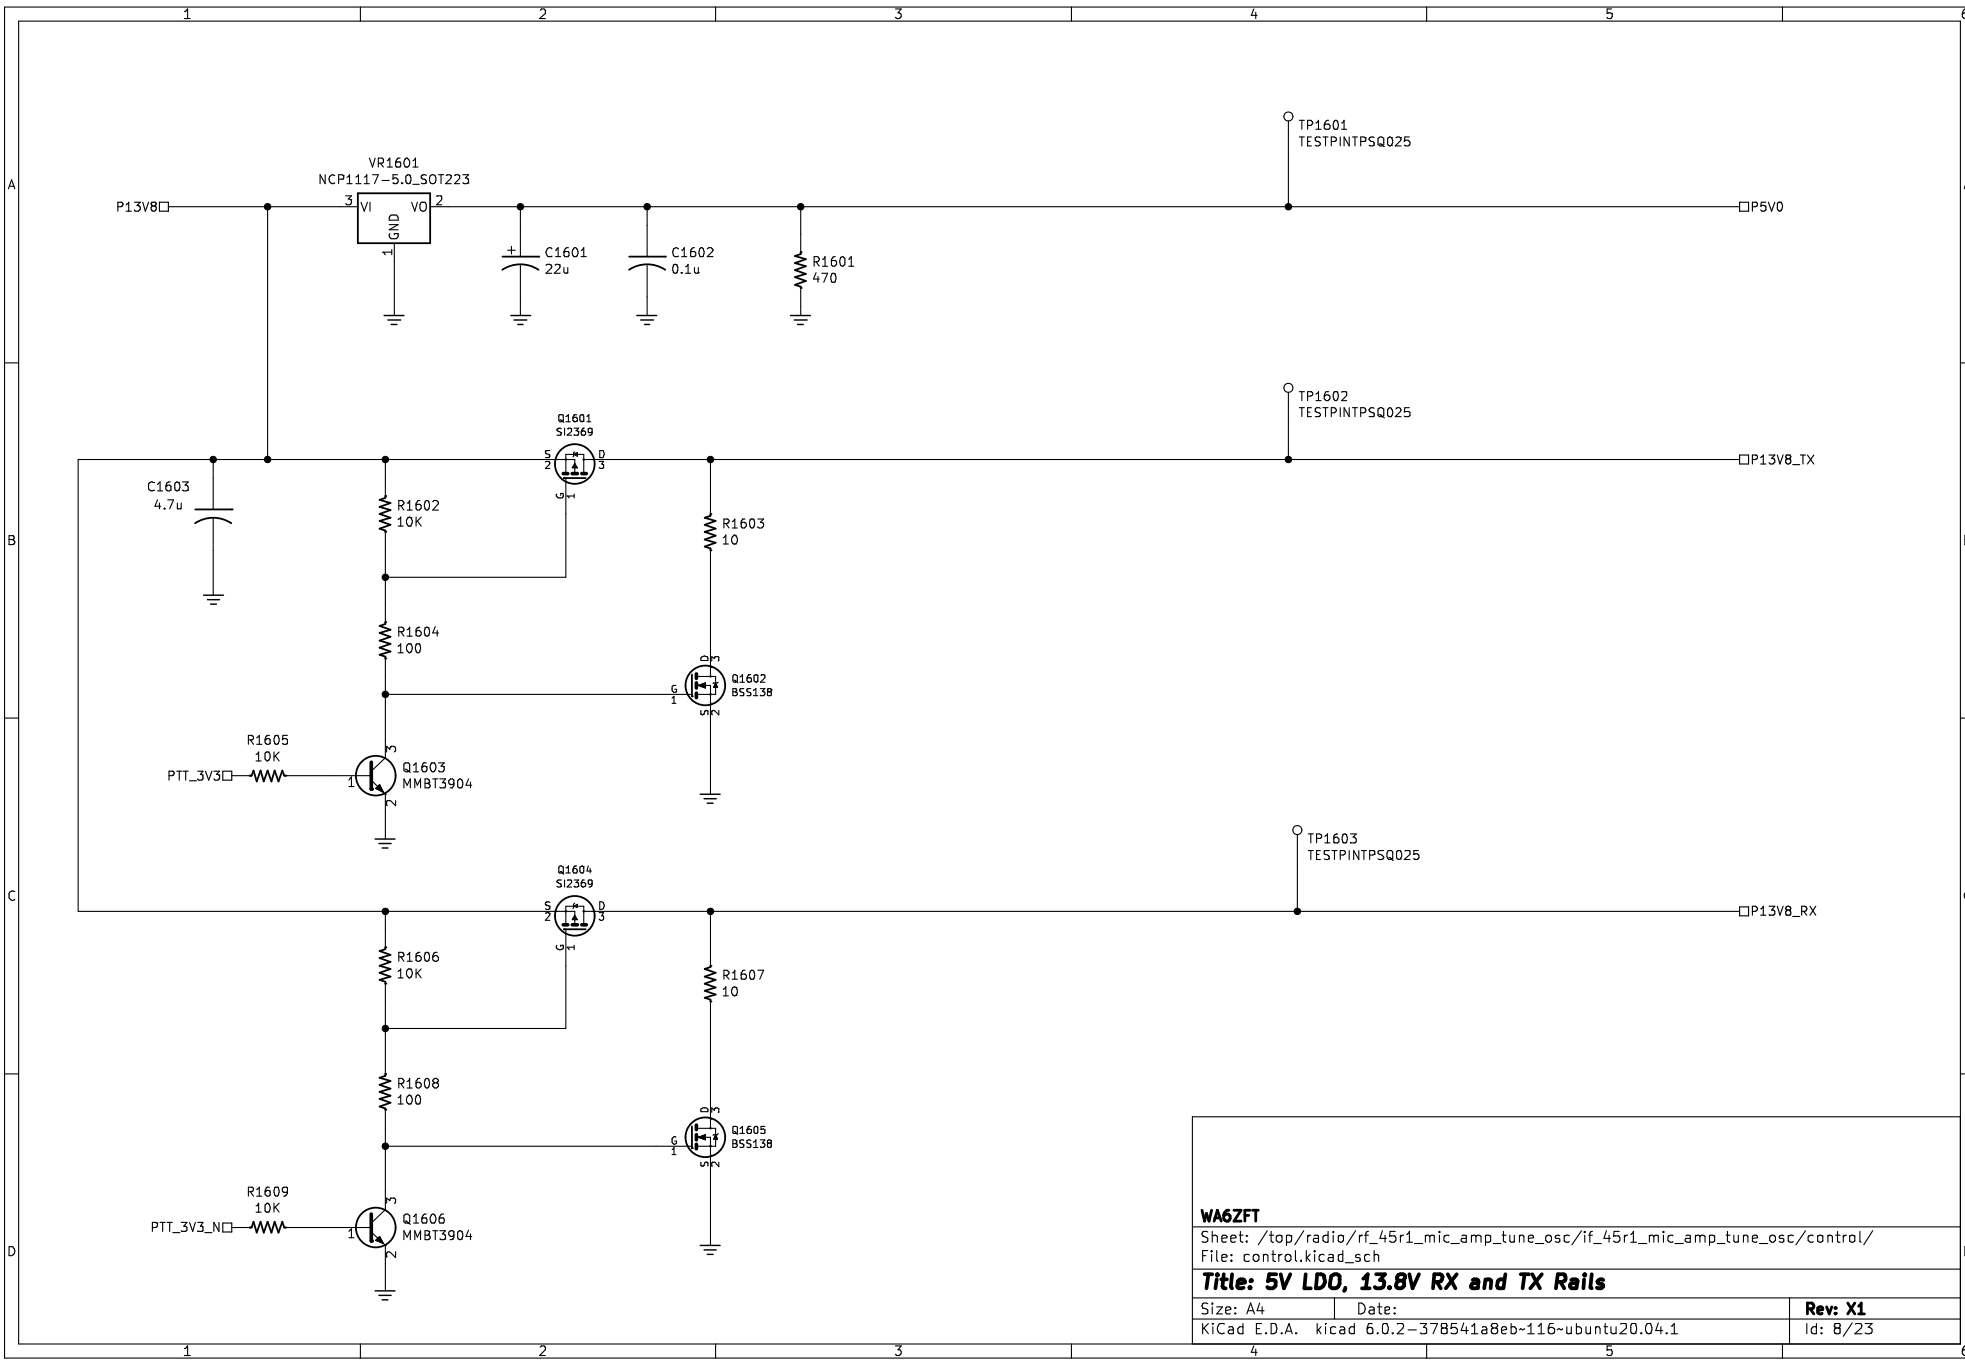 1 2 3 4 5 6
A
B
C
D
TP1601
TESTPINTPSQ025
VR1601
NCP1117-5.0_SOT223
P13V8
3 VI VO 2
GND
1
P5V0
C1601
22u
+
C1602
0.1u
R1601
470
TP1602
TESTPINTPSQ025
Q1601
SI2369
S D
2 3
G 1
P13V8_TX
C1603
4.7u
R1602
10K
R1603
10
R1604
100
D 3
Q1602
BSS138
G
1
S 2
R1605
10K
PTT_3V3
1
3
Q1603
MMBT3904
2
TP1603
TESTPINTPSQ025
Q1604
SI2369
S D
2 3
G 1
P13V8_RX
R1606
10K
R1607
10
R1608
100
D 3
Q1605
BSS138
G
1
S 2
R1609
10K
PTT_3V3_N
1
3
Q1606
MMBT3904
2
WA6ZFT
Sheet: /top/radio/rf_45r1_mic_amp_tune_osc/if_45r1_mic_amp_tune_osc/control/
File: control.kicad_sch
Title: 5V LDO, 13.8V RX and TX Rails
Size: A4 Date: Rev: X1
KiCad E.D.A. kicad 6.0.2-378541a8eb~116~ubuntu20.04.1 Id: 8/23
1 2 3 4 5 6